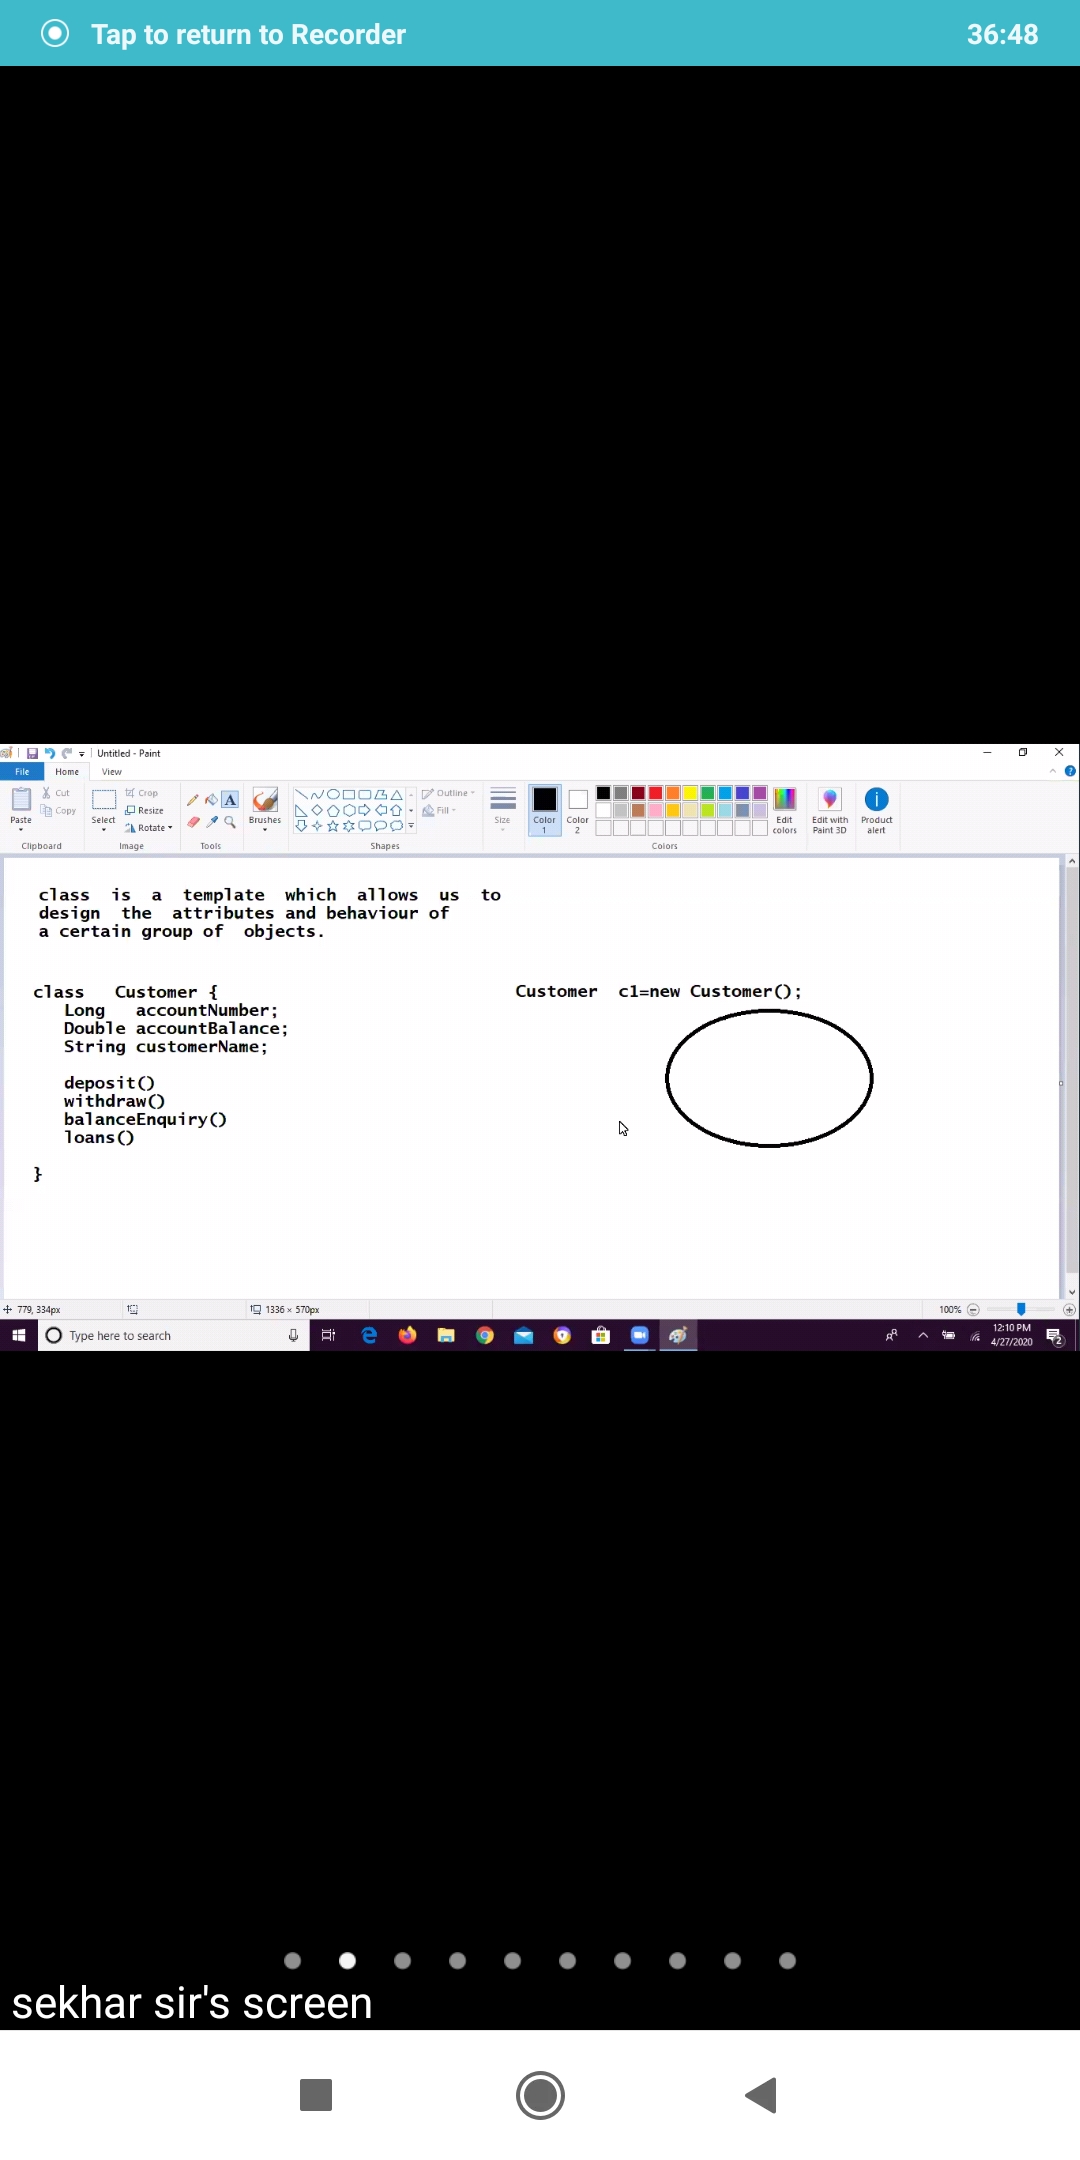 Tap to return to Recorder 36:48
Untitled - Paint
File Home View
Cut
Copy
Paste
Clipboard
Crop
Resize
Rotate
Select
Image
Tools
Brushes
Outline
Fill
Shapes
Size
Color 1
Color 2
Edit colors
Edit with Paint 3D
Product alert
Colors
class is a template which allows us to
design the attributes and behaviour of
a certain group of objects.
class Customer {
Long accountNumber;
Double accountBalance;
String customerName;
deposit()
withdraw()
balanceEnquiry()
loans()
}
Customer c1=new Customer();
779, 334px
1336 × 570px
100%
Type here to search
12:10 PM
4/27/2020
2
sekhar sir's screen